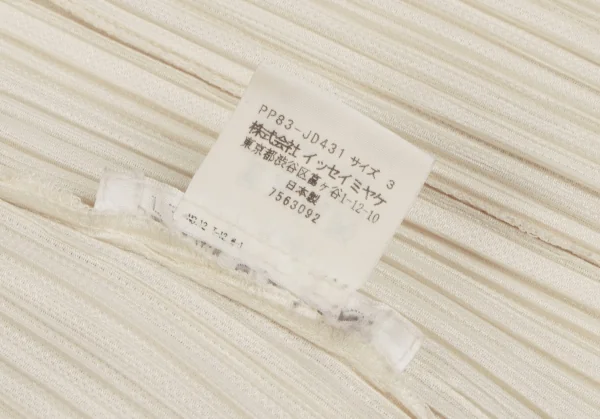 PP83-JD431 サイズ 3
株式会社 イッセイミヤケ
東京都渋谷区富ヶ谷1-12-10
日本製
7563092